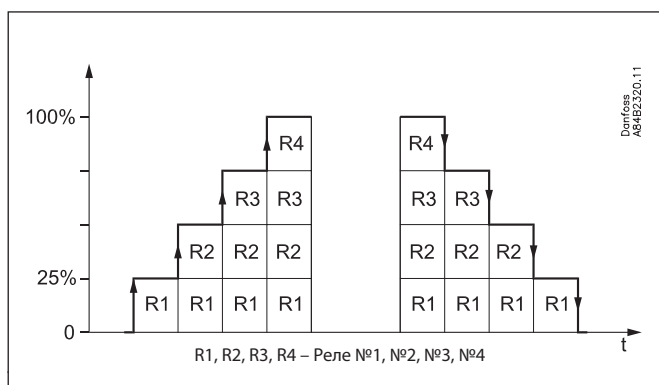 Danfoss
A84B2320.11
100%
R4 R4
R3 R3 R3 R3
R2 R2 R2 R2 R2 R2
25%
R1 R1 R1 R1 R1 R1 R1 R1
0
t
R1, R2, R3, R4 – Реле №1, №2, №3, №4